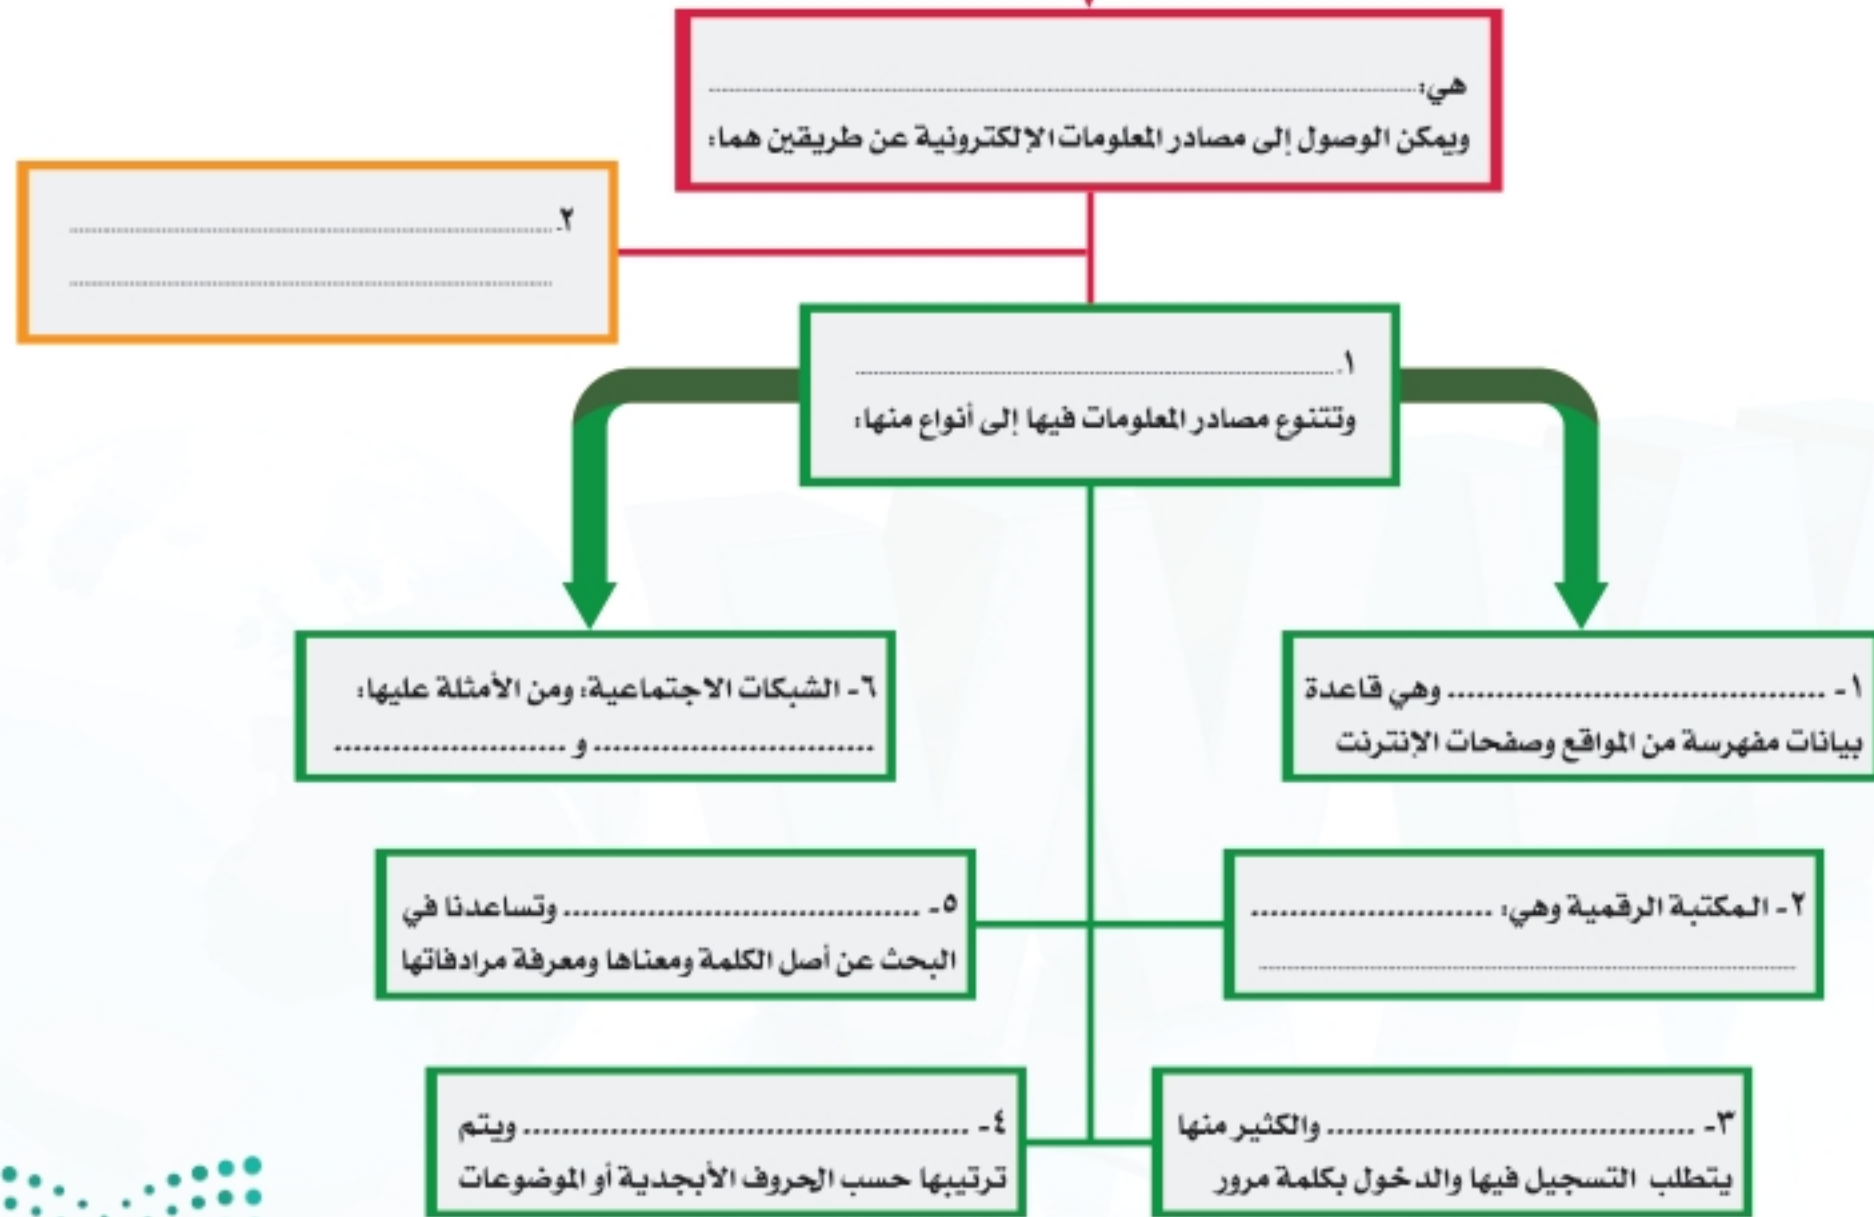 هي: ........................................
ويمكن الوصول إلى مصادر المعلومات الإلكترونية عن طريقين هما:
٢. ........................................
........................................
١. ........................................
وتتنوع مصادر المعلومات فيها إلى أنواع منها:
١- ........................................ وهي قاعدة
بيانات مفهرسة من المواقع وصفحات الإنترنت
٦- الشبكات الاجتماعية: ومن الأمثلة عليها:
.............................. و ........................
٢- المكتبة الرقمية وهي: .........................
........................................
٥- ...................................... وتساعدنا في
البحث عن أصل الكلمة ومعناها ومعرفة مرادفاتها
٣- ....................................... والكثير منها
يتطلب التسجيل فيها والدخول بكلمة مرور
٤- ............................................... ويتم
ترتيبها حسب الحروف الأبجدية أو الموضوعات